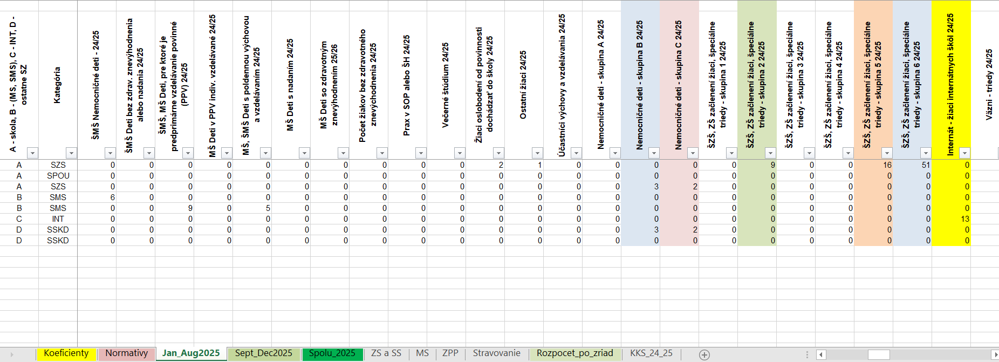 A - skola, B - (MS, SMS), C - INT, D -
ostatne SZ
Kategória
ŠMŠ Nemocničné deti - 24/25
ŠMŠ Deti bez zdrav. znevýhodnenia
alebo nadania 24/25
ŠMŠ, MŠ Deti, pre ktoré je
predprimárne vzdelávanie povinné
(PPV) 24/25
MŠ Deti v PPV indiv. vzdelávané 24/25
MŠ, ŠMŠ Deti s poldennou výchovou
a vzdelávaním 24/25
MŠ Deti s nadaním 24/25
MŠ Deti so zdravotným
znevýhodnením 25/26
Počet žiakov bez zdravotného
znevýchodnenia 24/25
Prax v SOP alebo ŠH 24/25
Večerné štúdium 24/25
Žiaci oslobodení od povinnosti
dochádzať do školy 24/25
Ostatní žiaci 24/25
Účastníci výchovy a vzdelávania 24/25
Nemocničné deti - skupina A 24/25
Nemocničné deti - skupina B 24/25
Nemocničné deti - skupina C 24/25
ŠZŠ, ZŠ začlenení žiaci, špeciálne
triedy - skupina 1 24/25
ŠZŠ, ZŠ začlenení žiaci, špeciálne
triedy - skupina 2 24/25
ŠZŠ, ZŠ začlenení žiaci, špeciálne
triedy - skupina 3 24/25
ŠZŠ, ZŠ začlenení žiaci, špeciálne
triedy - skupina 4 24/25
ŠZŠ, ZŠ začlenení žiaci, špeciálne
triedy - skupina 5 24/25
ŠZŠ, ZŠ začlenení žiaci, špeciálne
triedy - skupina 6 24/25
Internát - žiaci internátnych škôl 24/25
Väzni - triedy 24/25
A SZS 0 0 0 0 0 0 0 0 0 0 2 1 0 0 0 0 0 9 0 0 16 51 0
A SPOU 0 0 0 0 0 0 0 0 0 0 0 0 0 0 0 0 0 0 0 0 0 0 0
A SZS 0 0 0 0 0 0 0 0 0 0 0 0 0 0 3 2 0 0 0 0 0 0 0
B SMS 6 0 0 0 0 0 0 0 0 0 0 0 0 0 0 0 0 0 0 0 0 0 0
B SMS 0 0 9 0 5 0 0 0 0 0 0 0 0 0 0 0 0 0 0 0 0 0 0
C INT 0 0 0 0 0 0 0 0 0 0 0 0 0 0 0 0 0 0 0 0 0 0 13
D SSKD 0 0 0 0 0 0 0 0 0 0 0 0 0 0 3 2 0 0 0 0 0 0 0
D SSKD 0 0 0 0 0 0 0 0 0 0 0 0 0 0 0 0 0 0 0 0 0 0 0
Koeficienty Normativy Jan_Aug2025 Sept_Dec2025 Spolu_2025 ZS a SS MS ZPP Stravovanie Rozpocet_po_zriad KKS_24_25